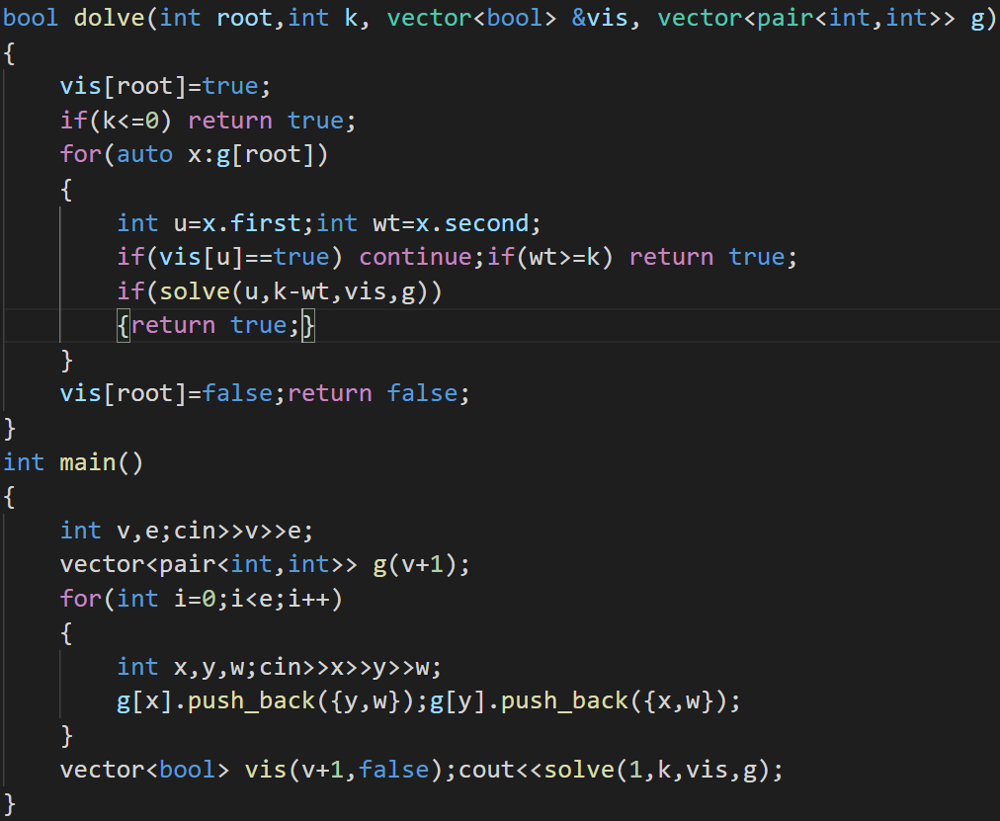 bool dolve(int root,int k, vector<bool> &vis, vector<pair<int,int>> g)
{
    vis[root]=true;
    if(k<=0) return true;
    for(auto x:g[root])
    {
        int u=x.first;int wt=x.second;
        if(vis[u]==true) continue;if(wt>=k) return true;
        if(solve(u,k-wt,vis,g))
        {return true;}
    }
    vis[root]=false;return false;
}
int main()
{
    int v,e;cin>>v>>e;
    vector<pair<int,int>> g(v+1);
    for(int i=0;i<e;i++)
    {
        int x,y,w;cin>>x>>y>>w;
        g[x].push_back({y,w});g[y].push_back({x,w});
    }
    vector<bool> vis(v+1,false);cout<<solve(1,k,vis,g);
}